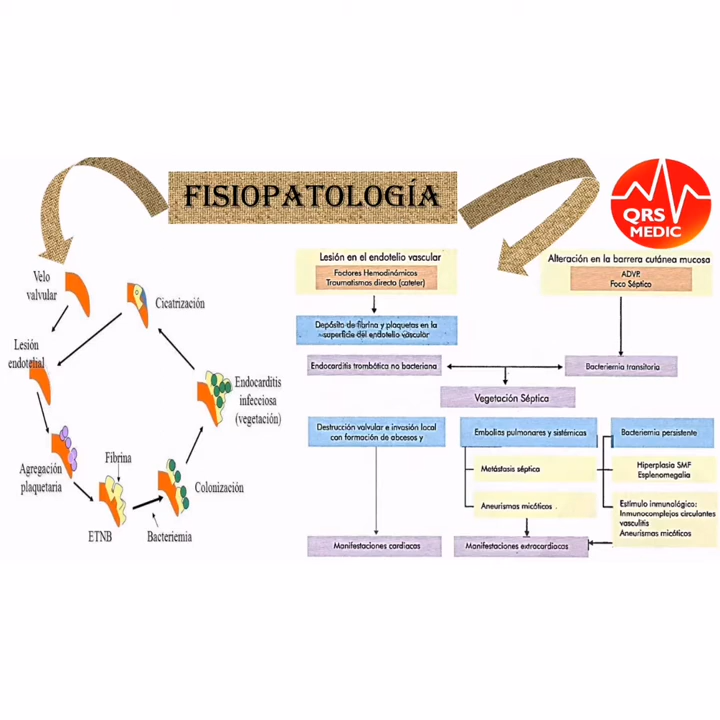 FISIOPATOLOGÍA
QRS
MEDIC
Velo
valvular
Cicatrización
Lesión
endotelial
Endocarditis
infecciosa
(vegetación)
Agregación
plaquetaria
Fibrina
Colonización
ETNB
Bacteriemia
Lesión en el endotelio vascular
Factores Hemodinámicos
Traumatismos directo (cateter)
Alteración en la barrera cutánea mucosa
ADVP.
Foco Séptico
Depósito de fibrina y plaquetas en la
superficie del endotelio vascular
Endocarditis trombótica no bacteriana
Bacteriemia transitoria
Vegetación Séptica
Destrucción valvular e invasión local
con formación de abcesos y
Embolias pulmonares y sistémicas
Bacteriemia persistente
Metástasis séptica
Hiperplasia SMF
Esplenomegalia
Aneurismas micóticos
Estímulo inmunológico:
Inmunocomplejos circulantes
vasculitis
Aneurismas micóticos
Manifestaciones cardiacas
Manifestaciones extracardiacas